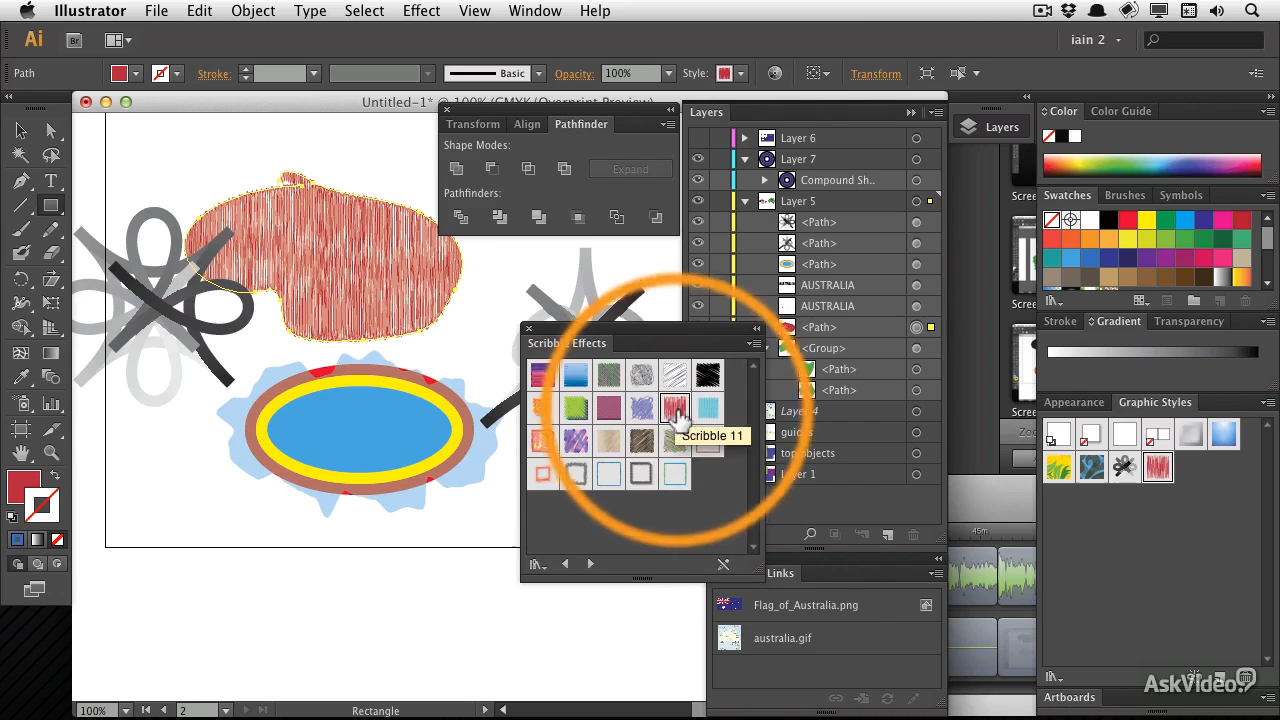 Illustrator File Edit Object Type Select Effect View Window Help
Ai Br iain 2
Path Stroke: Basic Opacity: 100% Style: Transform
Untitled-1* @ 100% (CMYK/Overprint Preview)
Transform Align Pathfinder
Shape Modes:
Expand
Pathfinders:
Layers
Layer 6
Layer 7
Compound Sh..
Layer 5
<Path>
<Path>
<Path>
AUSTRALIA
AUSTRALIA
<Path>
<Group>
<Path>
<Path>
Layer 4
guides
top objects
Layer 1
Scribble Effects
Scribble 11
Links
Flag_of_Australia.png
australia.gif
Layers
Color Color Guide
Swatches Brushes Symbols
Stroke Gradient Transparency
Appearance Graphic Styles
Artboards
Scree
Scree
Scree
45m
AskVideo
100% 2 Rectangle